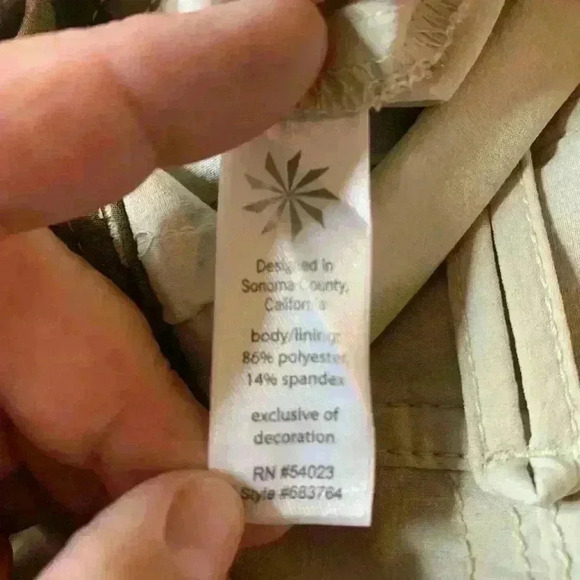 Designed in
Sonoma County,
California
body/lining:
86% polyester
14% spandex
exclusive of
decoration
RN #54023
Style #683764